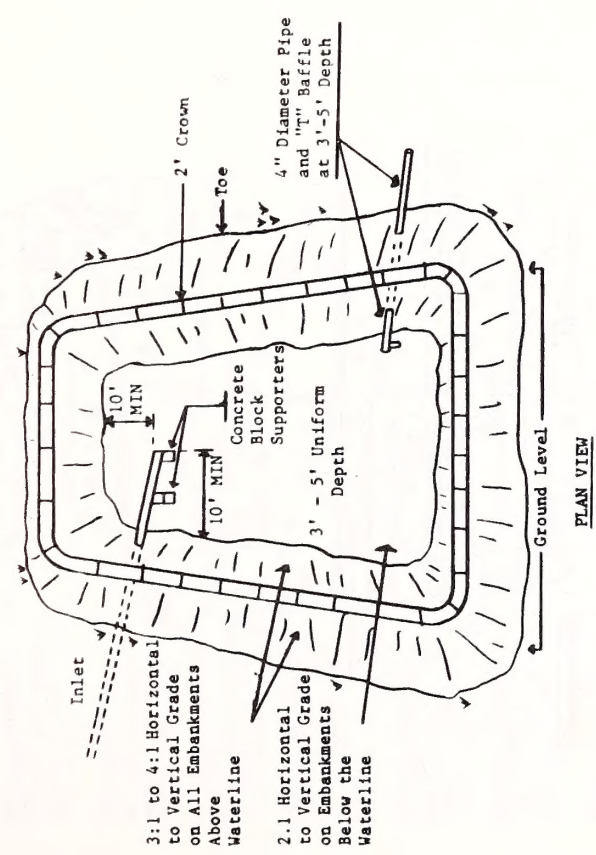 2' Crown
Toe
4" Diameter Pipe
and "T" Baffle
at 3'-5' Depth
10'
MIN
Concrete
Block
Supporters
10' MIN
3' - 5' Uniform
Depth
Inlet
3:1 to 4:1 Horizontal
to Vertical Grade
on All Embankments
Above
Waterline
2.1 Horizontal
to Vertical Grade
on Embankments
Below the
Waterline
Ground Level
PLAN VIEW